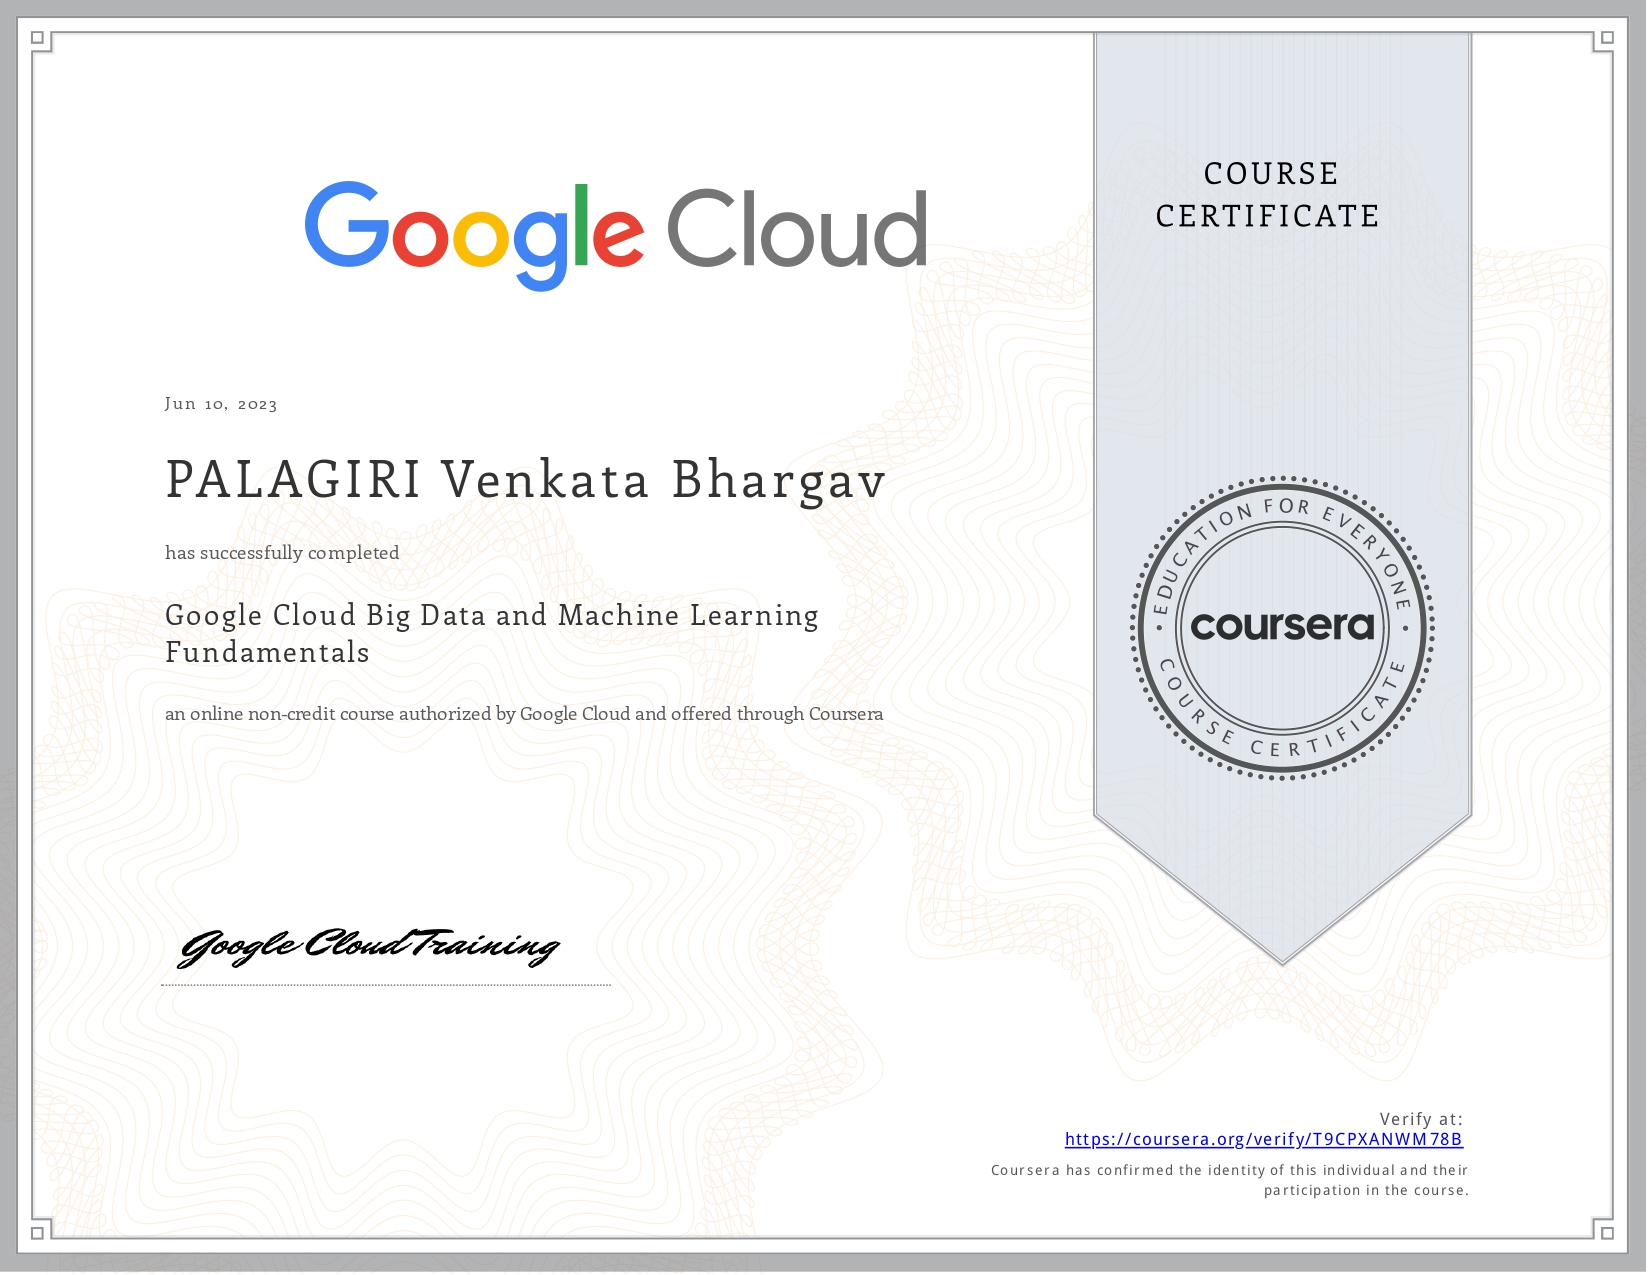 Google Cloud
COURSE
CERTIFICATE
Jun 10, 2023
PALAGIRI Venkata Bhargav
has successfully completed
Google Cloud Big Data and Machine Learning
Fundamentals
an online non-credit course authorized by Google Cloud and offered through Coursera
EDUCATION FOR EVERYONE
coursera
COURSE CERTIFICATE
Google Cloud Training
Verify at:
https://coursera.org/verify/T9CPXANWM78B
Coursera has confirmed the identity of this individual and their
participation in the course.